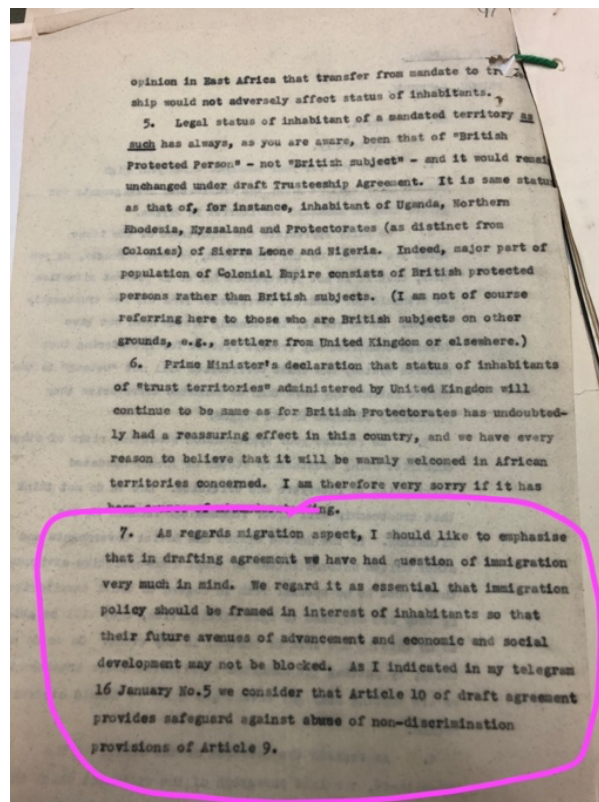 opinion in East Africa that transfer from mandate to
ship would not adversely affect status of inhabitants.
5. Legal status of inhabitant of a mandated territory as
such has always, as you are aware, been that of "British
Protected Person" - not "British subject" - and it would remain
unchanged under draft Trusteeship Agreement. It is same status
as that of, for instance, inhabitant of Uganda, Northern
Rhodesia, Nyasaland and Protectorates (as distinct from
Colonies) of Sierra Leone and Nigeria. Indeed, major part of
population of Colonial Empire consists of British protected
persons rather than British subjects. (I am not of course
referring here to those who are British subjects on other
grounds, e.g., settlers from United Kingdom or elsewhere.)
6. Prime Minister's declaration that status of inhabitants
of "trust territories" administered by United Kingdom will
continue to be same as for British Protectorates has undoubted-
ly had a reassuring effect in this country, and we have every
reason to believe that it will be warmly welcomed in African
territories concerned. I am therefore very sorry if it has
been source of
7. As regards migration aspect, I should like to emphasise
that in drafting agreement we have had question of immigration
very much in mind. We regard it as essential that immigration
policy should be framed in interest of inhabitants so that
their future avenues of advancement and economic and social
development may not be blocked. As I indicated in my telegram
16 January No.5 we consider that Article 10 of draft agreement
provides safeguard against abuse of non-discrimination
provisions of Article 9.